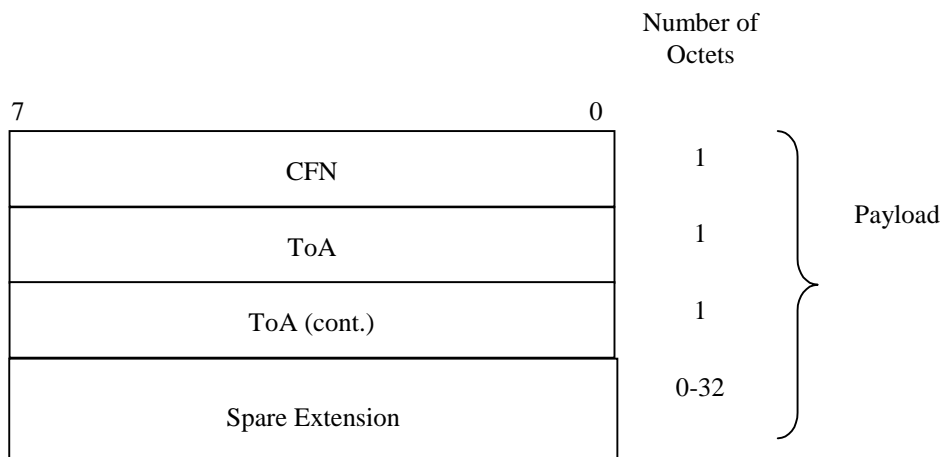 Number of
Octets
7 0
CFN 1
ToA 1
Payload
ToA (cont.) 1
Spare Extension 0-32